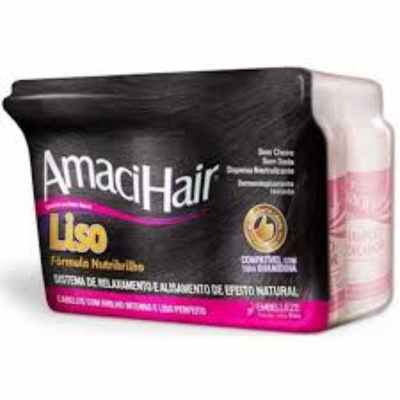 Sem Cheiro
Sem Soda
Dispensa Neutralizante
Dermatologicamente
testado
AmaciHair
Liso
Fórmula Nutribrilho
COMPATÍVEL COM
GUANIDINA
SISTEMA DE RELAXAMENTO E ALISAMENTO DE EFEITO NATURAL
CABELOS COM BRILHO INTENSO E LISO PERFEITO
EMBELLEZE